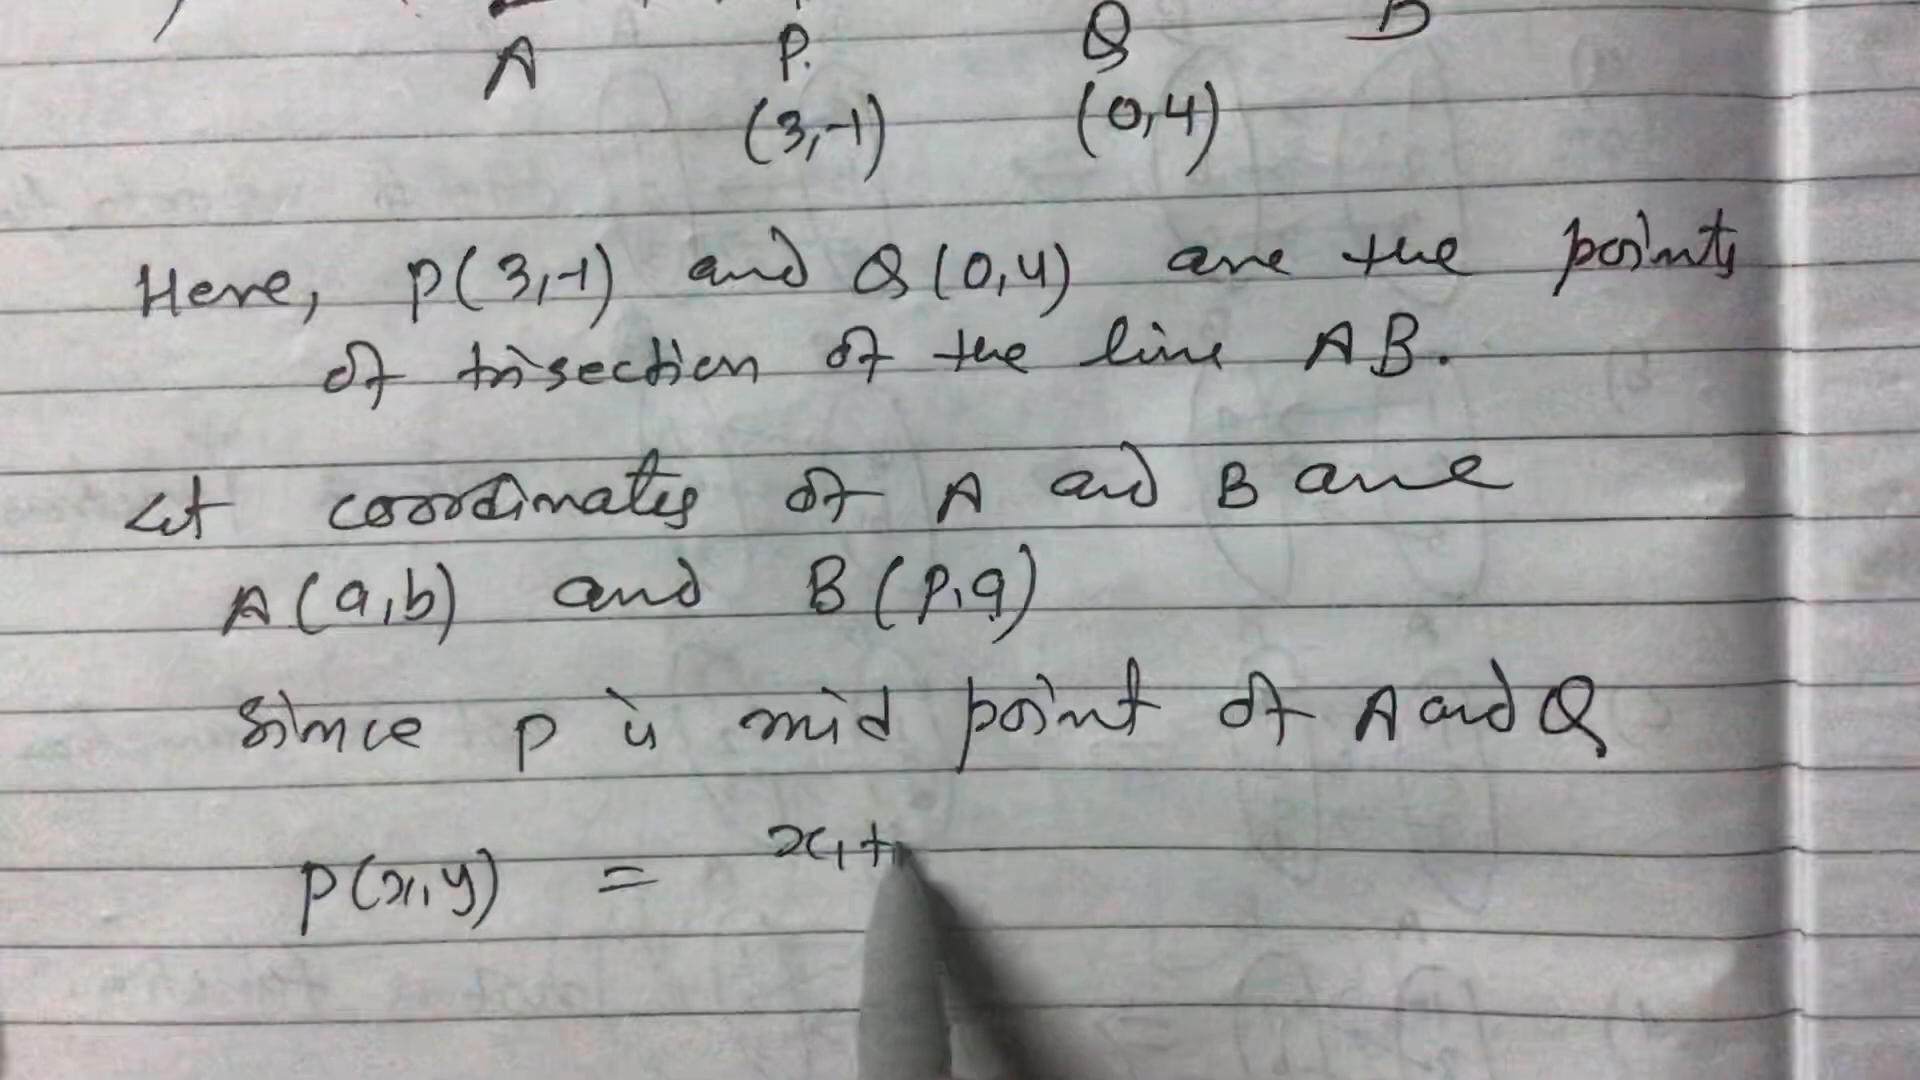 A P. Q B
(3,-1) (0,4)
Here, P(3,-1) and Q(0,4) are the points
of trisection of the line AB.
Let coordinates of A and B are
A(a,b) and B(p,q)
Since P is mid point of A and Q
P(x,y) = x₁+